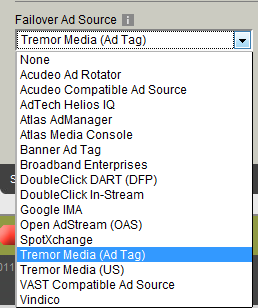 Failover Ad Source
Tremor Media (Ad Tag)
None
Acudeo Ad Rotator
Acudeo Compatible Ad Source
AdTech Helios IQ
Atlas AdManager
Atlas Media Console
Banner Ad Tag
Broadband Enterprises
DoubleClick DART (DFP)
DoubleClick In-Stream
Google IMA
Open AdStream (OAS)
SpotXchange
Tremor Media (Ad Tag)
Tremor Media (US)
VAST Compatible Ad Source
Vindico